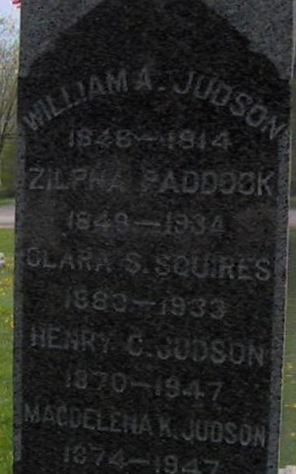 WILLIAM A. JUDSON
1846—1914
ZILPHA PADDOCK
1849—1934
CLARA S. SQUIRES
1883—1933
HENRY C. JUDSON
1870—1947
MAGDELENA K. JUDSON
1874—1947